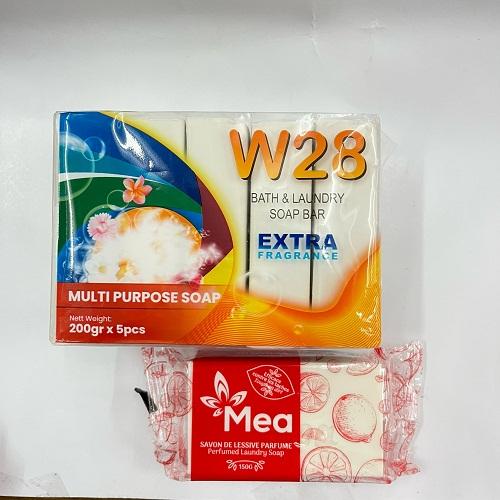 W28
BATH & LAUNDRY
SOAP BAR
EXTRA
FRAGRANCE
MULTI PURPOSE SOAP
Nett Weight:
200gr x 5pcs
Mea
SAVON DE LESSIVE PARFUME
Perfumed Laundry Soap
150G